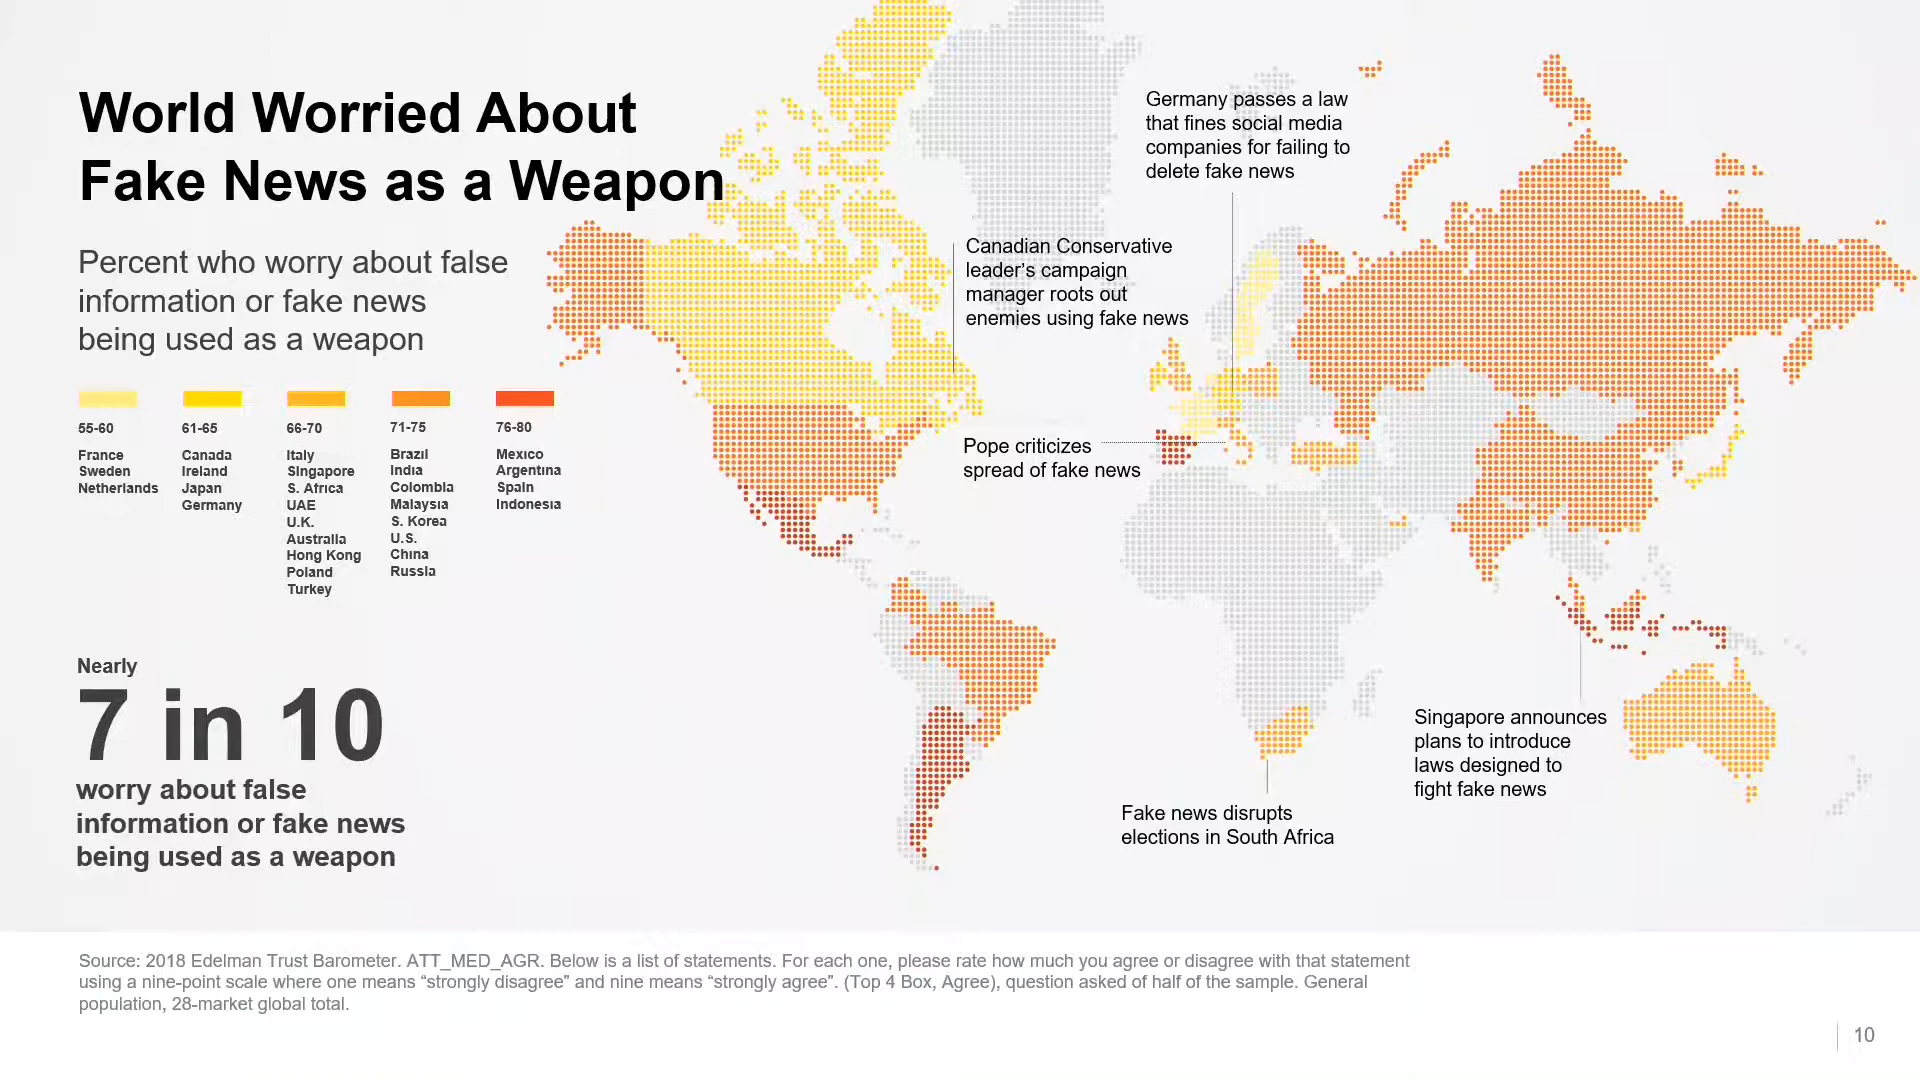 World Worried About
Fake News as a Weapon
Percent who worry about false
information or fake news
being used as a weapon
55-60
France
Sweden
Netherlands
61-65
Canada
Ireland
Japan
Germany
66-70
Italy
Singapore
S. Africa
UAE
U.K.
Australia
Hong Kong
Poland
Turkey
71-75
Brazil
India
Colombia
Malaysia
S. Korea
U.S.
China
Russia
76-80
Mexico
Argentina
Spain
Indonesia
Nearly
7 in 10
worry about false
information or fake news
being used as a weapon
Germany passes a law
that fines social media
companies for failing to
delete fake news
Canadian Conservative
leader's campaign
manager roots out
enemies using fake news
Pope criticizes
spread of fake news
Fake news disrupts
elections in South Africa
Singapore announces
plans to introduce
laws designed to
fight fake news
Source: 2018 Edelman Trust Barometer. ATT_MED_AGR. Below is a list of statements. For each one, please rate how much you agree or disagree with that statement
using a nine-point scale where one means “strongly disagree” and nine means “strongly agree”. (Top 4 Box, Agree), question asked of half of the sample. General
population, 28-market global total.
10